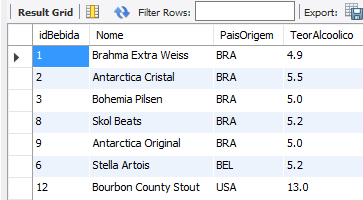 Result Grid Filter Rows: Export:
idBebida Nome PaisOrigem TeorAlcoolico
1 Brahma Extra Weiss BRA 4.9
2 Antarctica Cristal BRA 5.5
3 Bohemia Pilsen BRA 5.0
8 Skol Beats BRA 5.2
9 Antarctica Original BRA 5.0
6 Stella Artois BEL 5.2
12 Bourbon County Stout USA 13.0